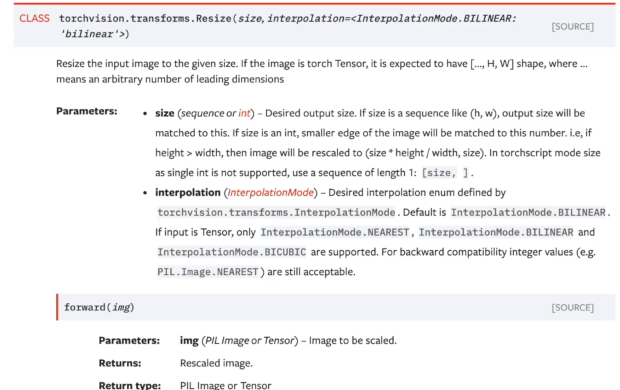 CLASS torchvision.transforms.Resize(size, interpolation=<InterpolationMode.BILINEAR: [SOURCE]
'bilinear'>)
Resize the input image to the given size. If the image is torch Tensor, it is expected to have [..., H, W] shape, where ...
means an arbitrary number of leading dimensions
Parameters: • size (sequence or int) – Desired output size. If size is a sequence like (h, w), output size will be
matched to this. If size is an int, smaller edge of the image will be matched to this number. i.e, if
height > width, then image will be rescaled to (size * height / width, size). In torchscript mode size
as single int is not supported, use a sequence of length 1: [size, ].
• interpolation (InterpolationMode) – Desired interpolation enum defined by
torchvision.transforms.InterpolationMode. Default is InterpolationMode.BILINEAR.
If input is Tensor, only InterpolationMode.NEAREST, InterpolationMode.BILINEAR and
InterpolationMode.BICUBIC are supported. For backward compatibility integer values (e.g.
PIL.Image.NEAREST) are still acceptable.
forward(img) [SOURCE]
Parameters: img (PIL Image or Tensor) – Image to be scaled.
Returns: Rescaled image.
Return type: PIL Image or Tensor